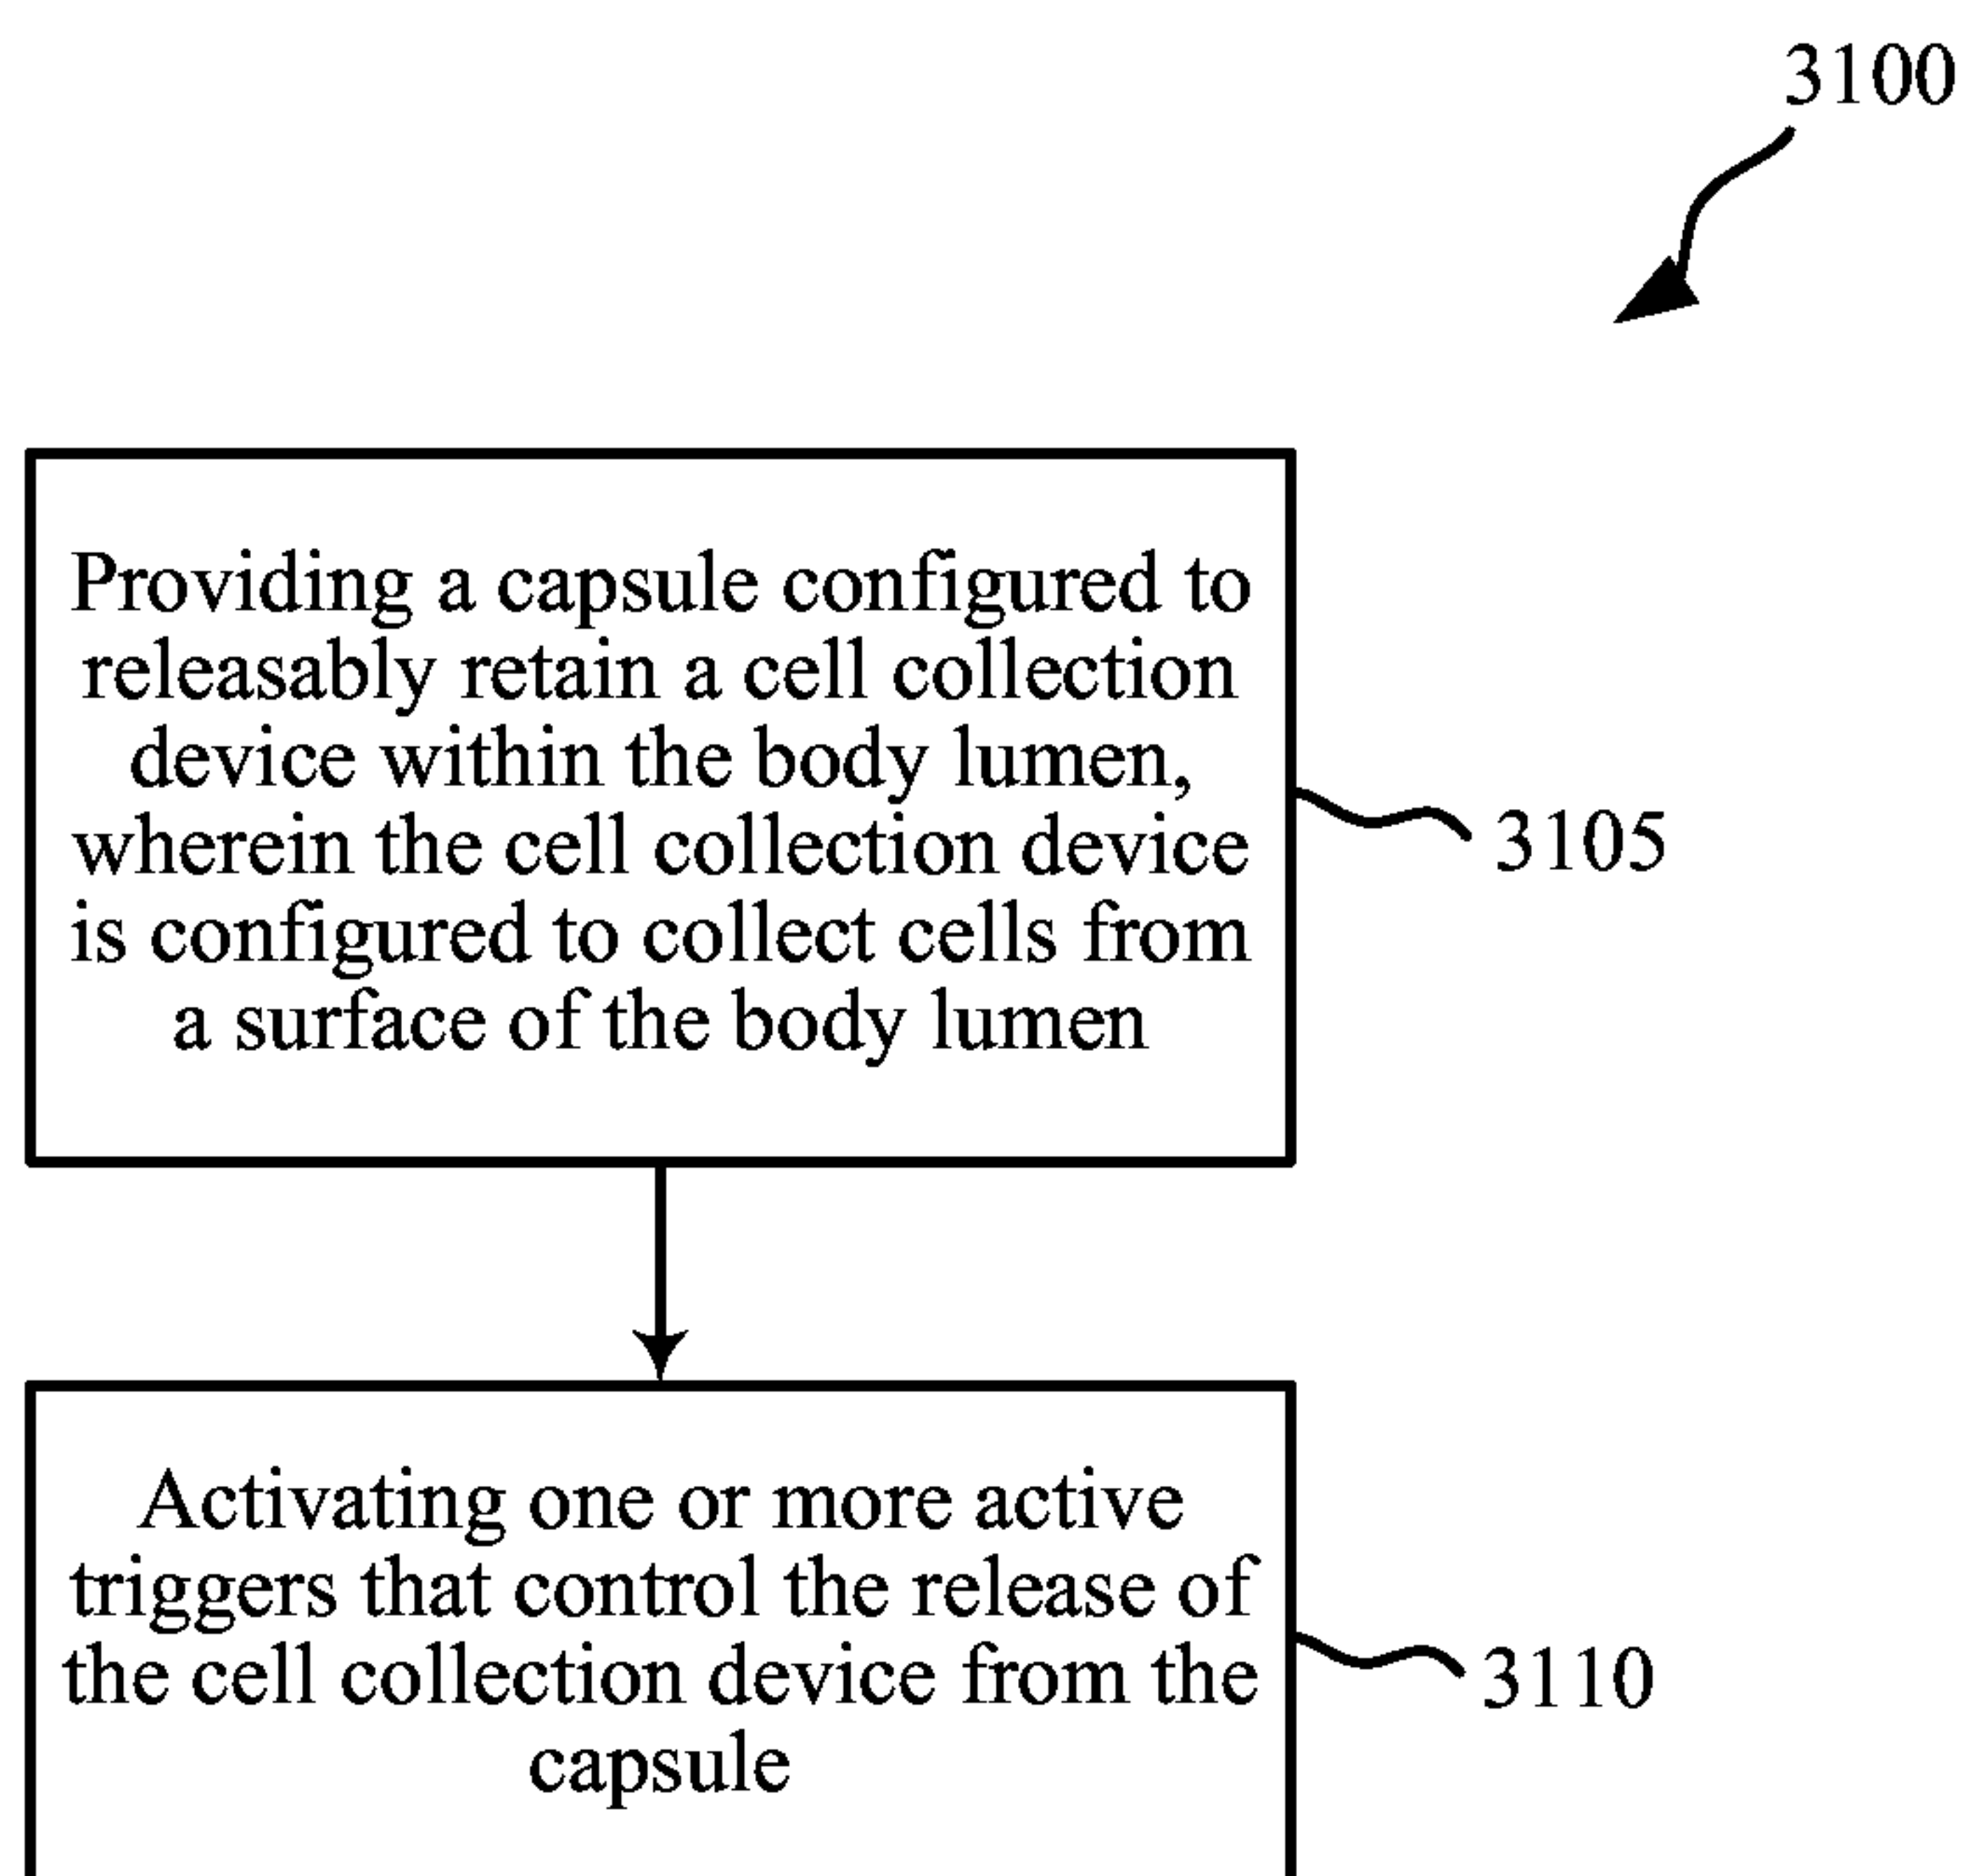 3100
Providing a capsule configured to
releasably retain a cell collection
device within the body lumen,
wherein the cell collection device
is configured to collect cells from
a surface of the body lumen
3105
Activating one or more active
triggers that control the release of
the cell collection device from the
capsule
3110